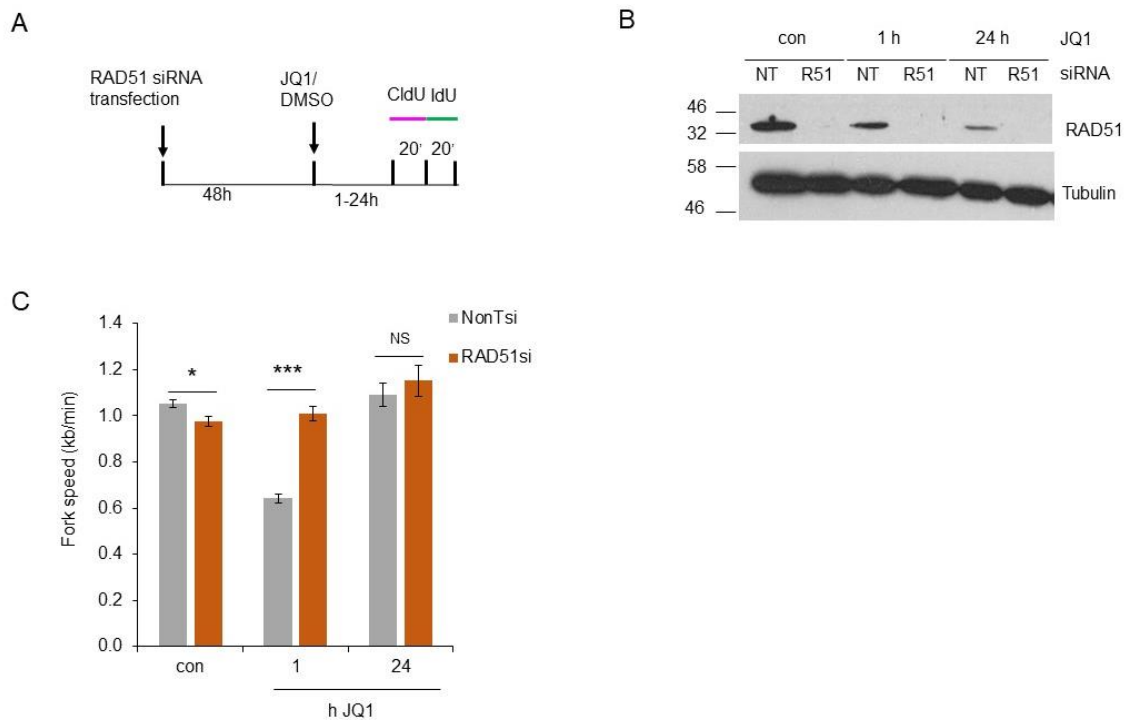 A
RAD51 siRNA
transfection
JQ1/
DMSO
CldU IdU
20' 20'
48h
1-24h
B
con 1 h 24 h JQ1
NT R51 NT R51 NT R51 siRNA
46
32
RAD51
58
46
Tubulin
C
NonTsi
RAD51si
1.4
1.2
1.0
0.8
0.6
0.4
0.2
0.0
Fork speed (kb/min)
*
***
NS
con 1 24
h JQ1